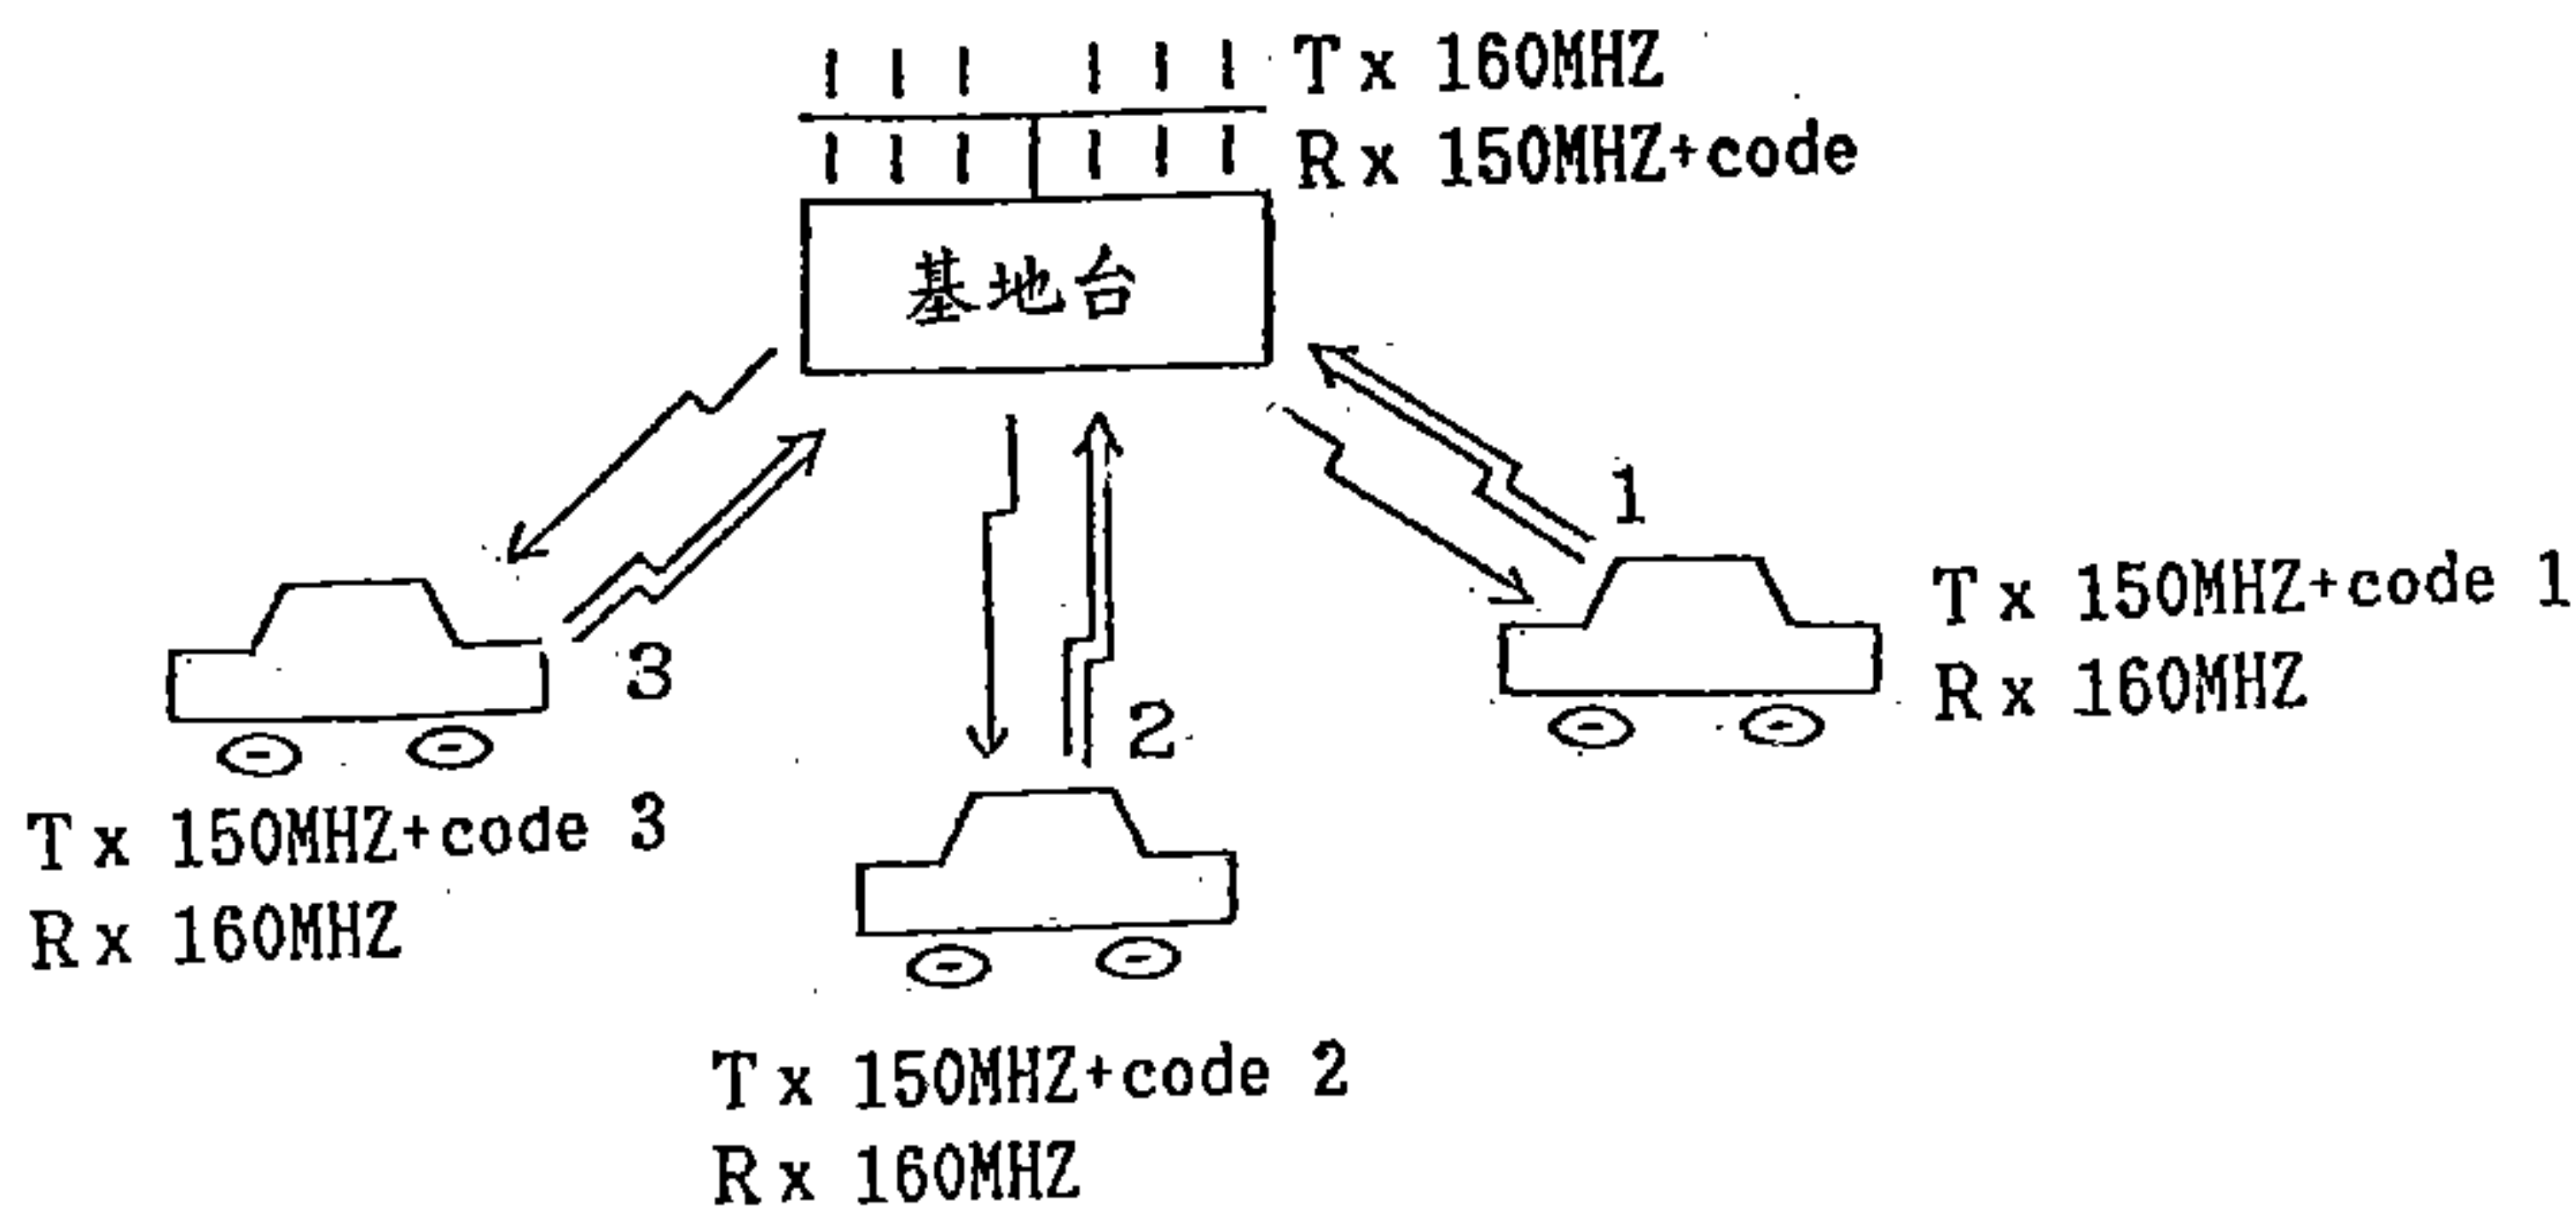 Tx 160MHZ
Rx 150MHZ+code
基地台
1
Tx 150MHZ+code 1
Rx 160MHZ
3
2
Tx 150MHZ+code 3
Rx 160MHZ
Tx 150MHZ+code 2
Rx 160MHZ